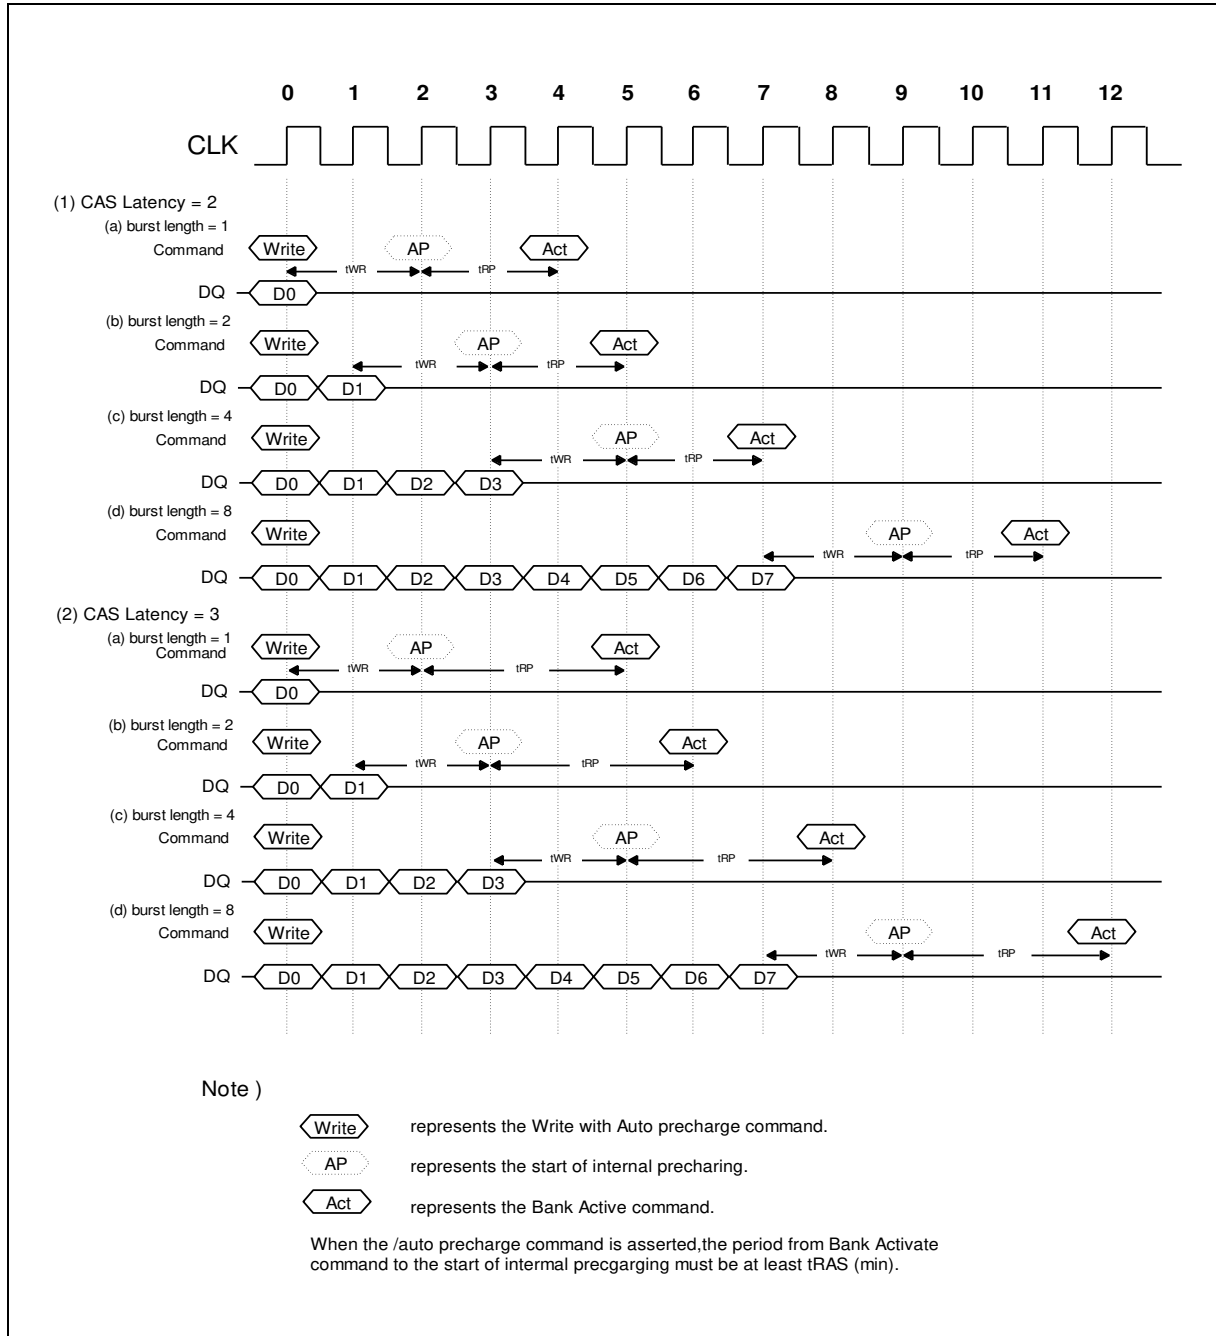 0 1 2 3 4 5 6 7 8 9 10 11 12
CLK
(1) CAS Latency = 2
(a) burst length = 1
Command Write AP Act
tWR tRP
DQ D0
(b) burst length = 2
Command Write AP Act
tWR tRP
DQ D0 D1
(c) burst length = 4
Command Write AP Act
tWR tRP
DQ D0 D1 D2 D3
(d) burst length = 8
Command Write AP Act
tWR tRP
DQ D0 D1 D2 D3 D4 D5 D6 D7
(2) CAS Latency = 3
(a) burst length = 1
Command Write AP Act
tWR tRP
DQ D0
(b) burst length = 2
Command Write AP Act
tWR tRP
DQ D0 D1
(c) burst length = 4
Command Write AP Act
tWR tRP
DQ D0 D1 D2 D3
(d) burst length = 8
Command Write AP Act
tWR tRP
DQ D0 D1 D2 D3 D4 D5 D6 D7
Note )
Write represents the Write with Auto precharge command.
AP represents the start of internal precharing.
Act represents the Bank Active command.
When the /auto precharge command is asserted,the period from Bank Activate
command to the start of intermal precgarging must be at least tRAS (min).